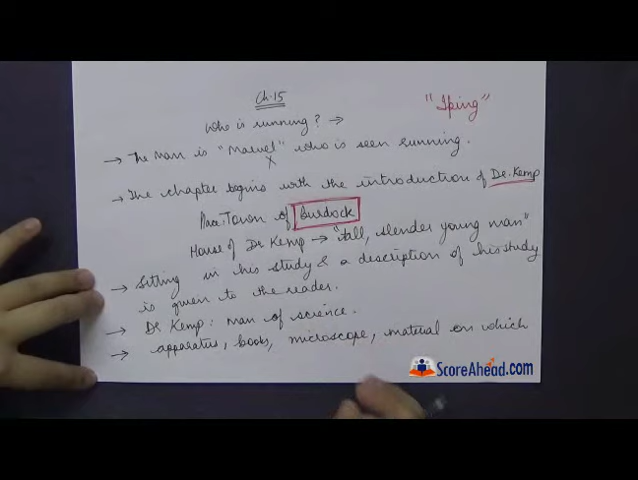 Ch.15
"Iping"
Who is running? →
→ The man is "Marvel" who is seen running.
X
→ The chapter begins with the introduction of Dr. Kemp
Place: Town of Burdock
House of Dr Kemp → "tall, slender young man"
→ Sitting in his study & a description of his study
is given to the reader.
→ Dr Kemp: man of science.
→ apparatus, books, microscope, material on which
ScoreAhead.com